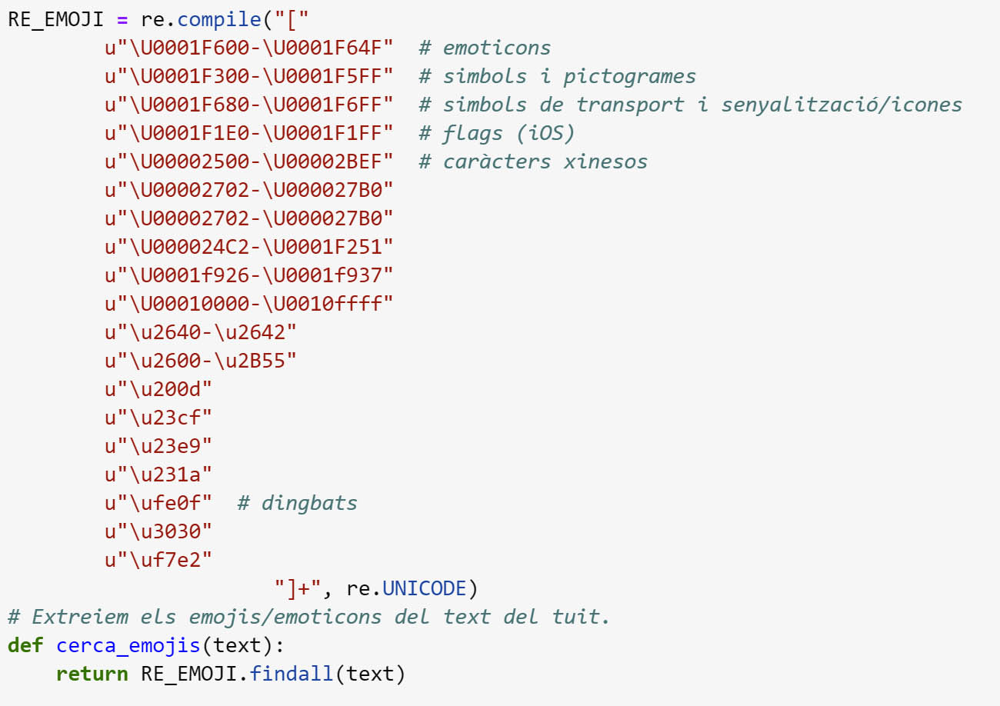 RE_EMOJI = re.compile("["
        u"\U0001F600-\U0001F64F"  # emoticons
        u"\U0001F300-\U0001F5FF"  # simbols i pictogrames
        u"\U0001F680-\U0001F6FF"  # simbols de transport i senyalització/icones
        u"\U0001F1E0-\U0001F1FF"  # flags (iOS)
        u"\U00002500-\U00002BEF"  # caràcters xinesos
        u"\U00002702-\U000027B0"
        u"\U00002702-\U000027B0"
        u"\U000024C2-\U0001F251"
        u"\U0001f926-\U0001f937"
        u"\U00010000-\U0010ffff"
        u"\u2640-\u2642"
        u"\u2600-\u2B55"
        u"\u200d"
        u"\u23cf"
        u"\u23e9"
        u"\u231a"
        u"\ufe0f"  # dingbats
        u"\u3030"
        u"\uf7e2"
                      "]+", re.UNICODE)
# Extreiem els emojis/emoticons del text del tuit.
def cerca_emojis(text):
    return RE_EMOJI.findall(text)